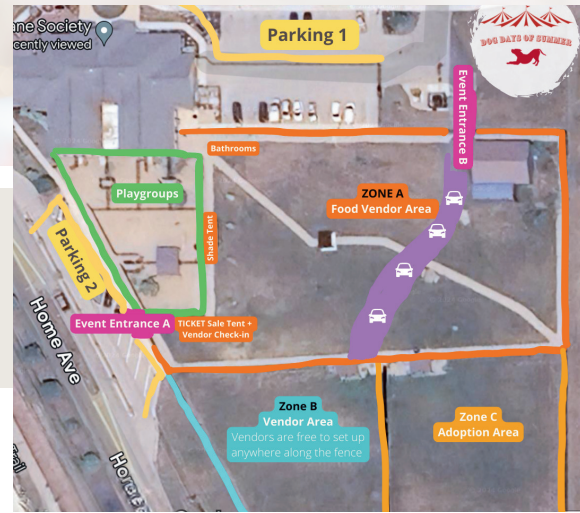 ane Society
cently viewed
Parking 1
DOG DAYS OF SUMMER
Event Entrance B
Bathrooms
Playgroups
ZONE A
Food Vendor Area
Shade Tent
Parking 2
Event Entrance A
TICKET Sale Tent +
Vendor Check-in
Home Ave
Zone B
Vendor Area
Vendors are free to set up
anywhere along the fence
Zone C
Adoption Area